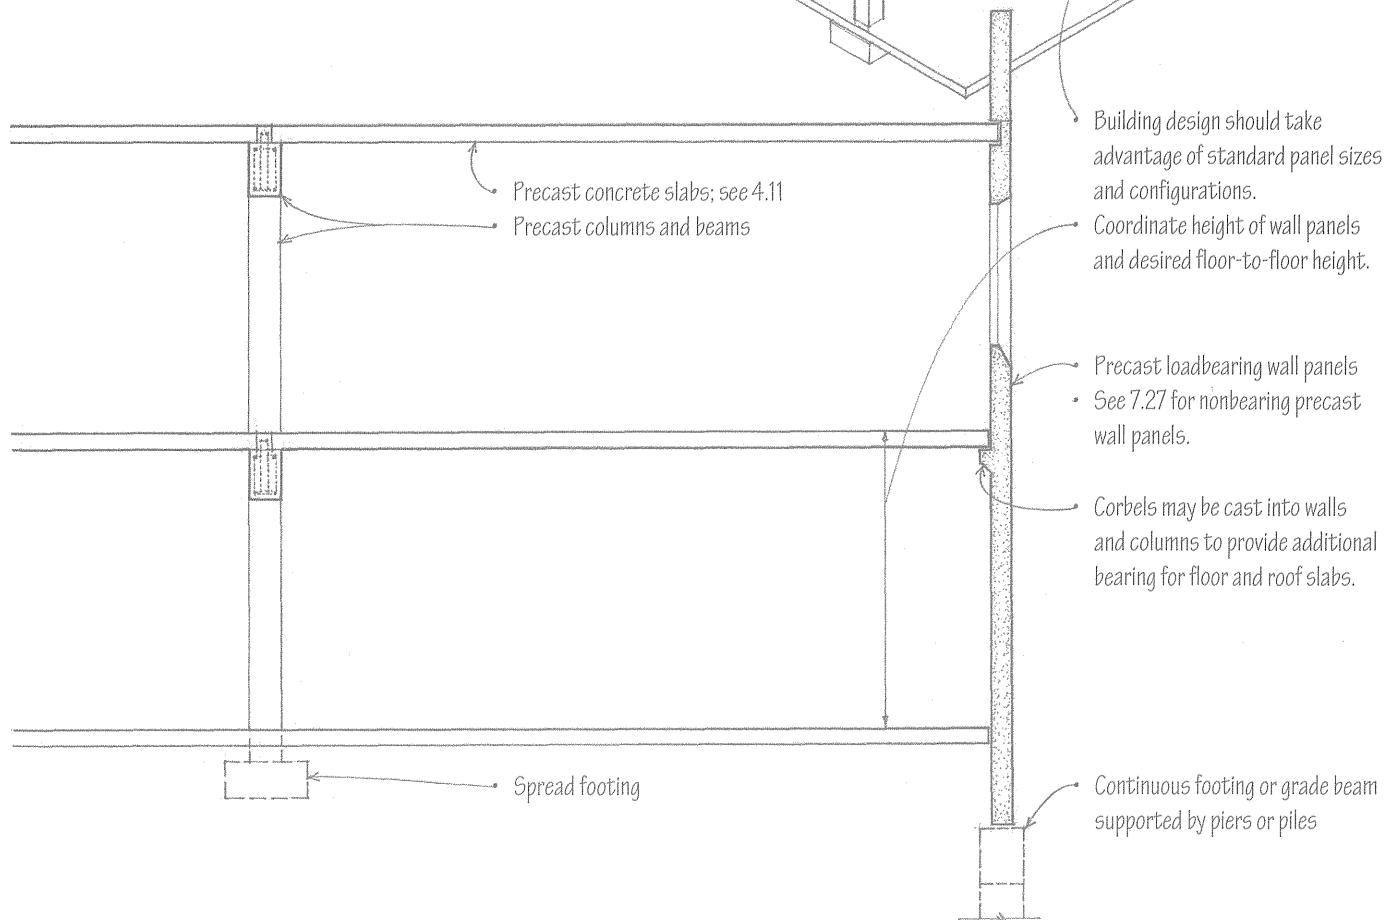 Precast concrete slabs; see 4.11
Precast columns and beams
Spread footing
Building design should take
advantage of standard panel sizes
and configurations.
Coordinate height of wall panels
and desired floor-to-floor height.
Precast loadbearing wall panels
See 7.27 for nonbearing precast
wall panels.
Corbels may be cast into walls
and columns to provide additional
bearing for floor and roof slabs.
Continuous footing or grade beam
supported by piers or piles